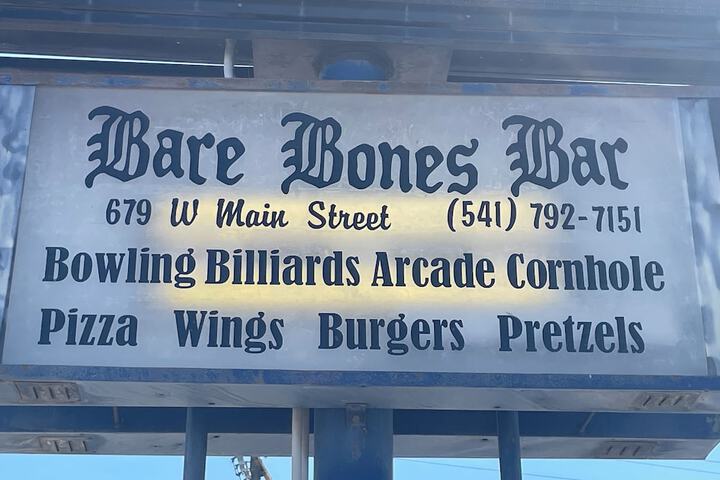 Bare Bones Bar
679 W Main Street (541) 792-7151
Bowling Billiards Arcade Cornhole
Pizza Wings Burgers Pretzels